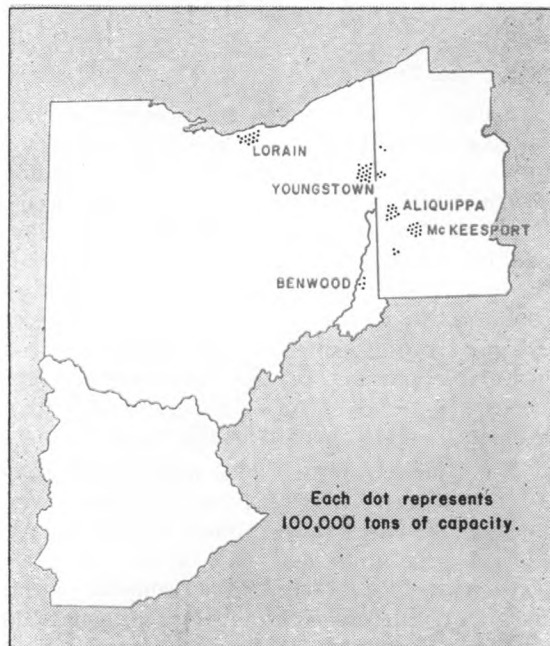 LORAIN
YOUNGSTOWN
ALIQUIPPA
McKEESPORT
BENWOOD
Each dot represents
100,000 tons of capacity.